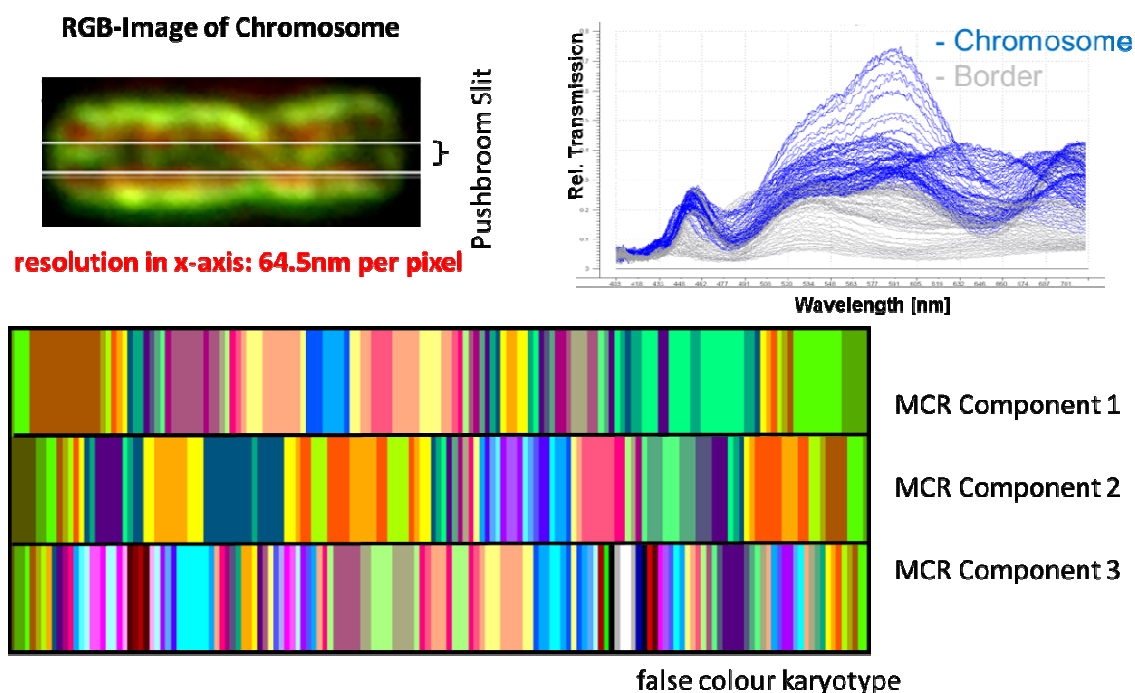 RGB-Image of Chromosome
Pushbroom Slit
resolution in x-axis: 64.5nm per pixel
- Chromosome
- Border
Rel. Transmission
Wavelength [nm]
MCR Component 1
MCR Component 2
MCR Component 3
false colour karyotype